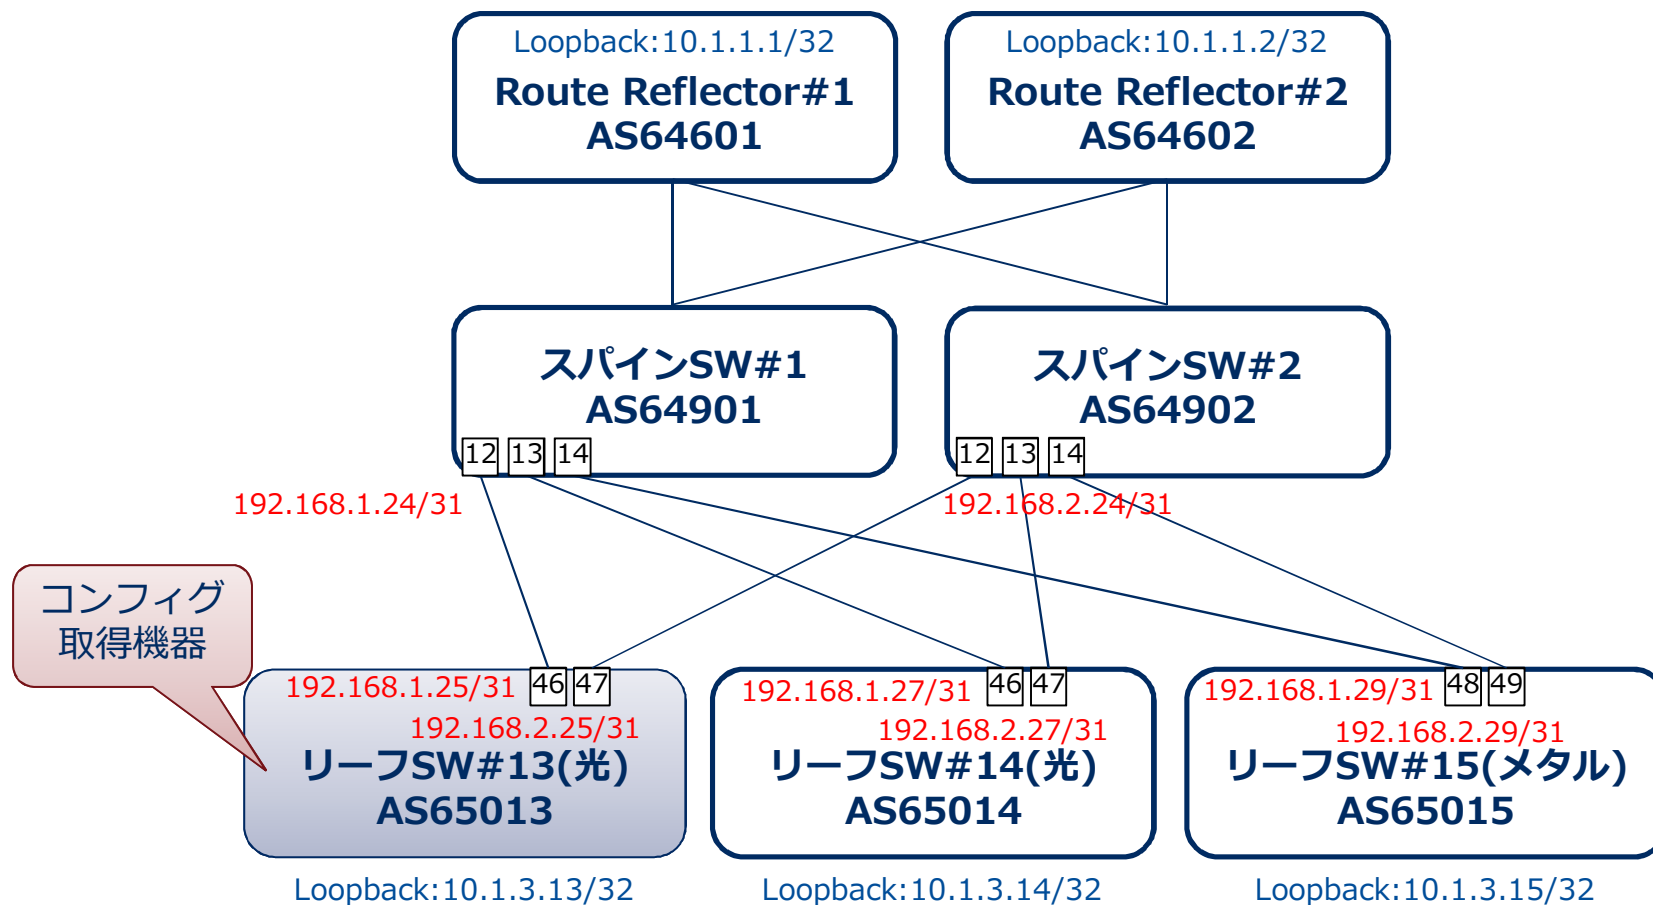 Loopback:10.1.1.1/32
Route Reflector#1
AS64601
Loopback:10.1.1.2/32
Route Reflector#2
AS64602
スパインSW#1
AS64901
12 13 14
スパインSW#2
AS64902
12 13 14
192.168.1.24/31
192.168.2.24/31
コンフィグ
取得機器
192.168.1.25/31 46 47
192.168.2.25/31
リーフSW#13(光)
AS65013
Loopback:10.1.3.13/32
192.168.1.27/31 46 47
192.168.2.27/31
リーフSW#14(光)
AS65014
Loopback:10.1.3.14/32
192.168.1.29/31 48 49
192.168.2.29/31
リーフSW#15(メタル)
AS65015
Loopback:10.1.3.15/32